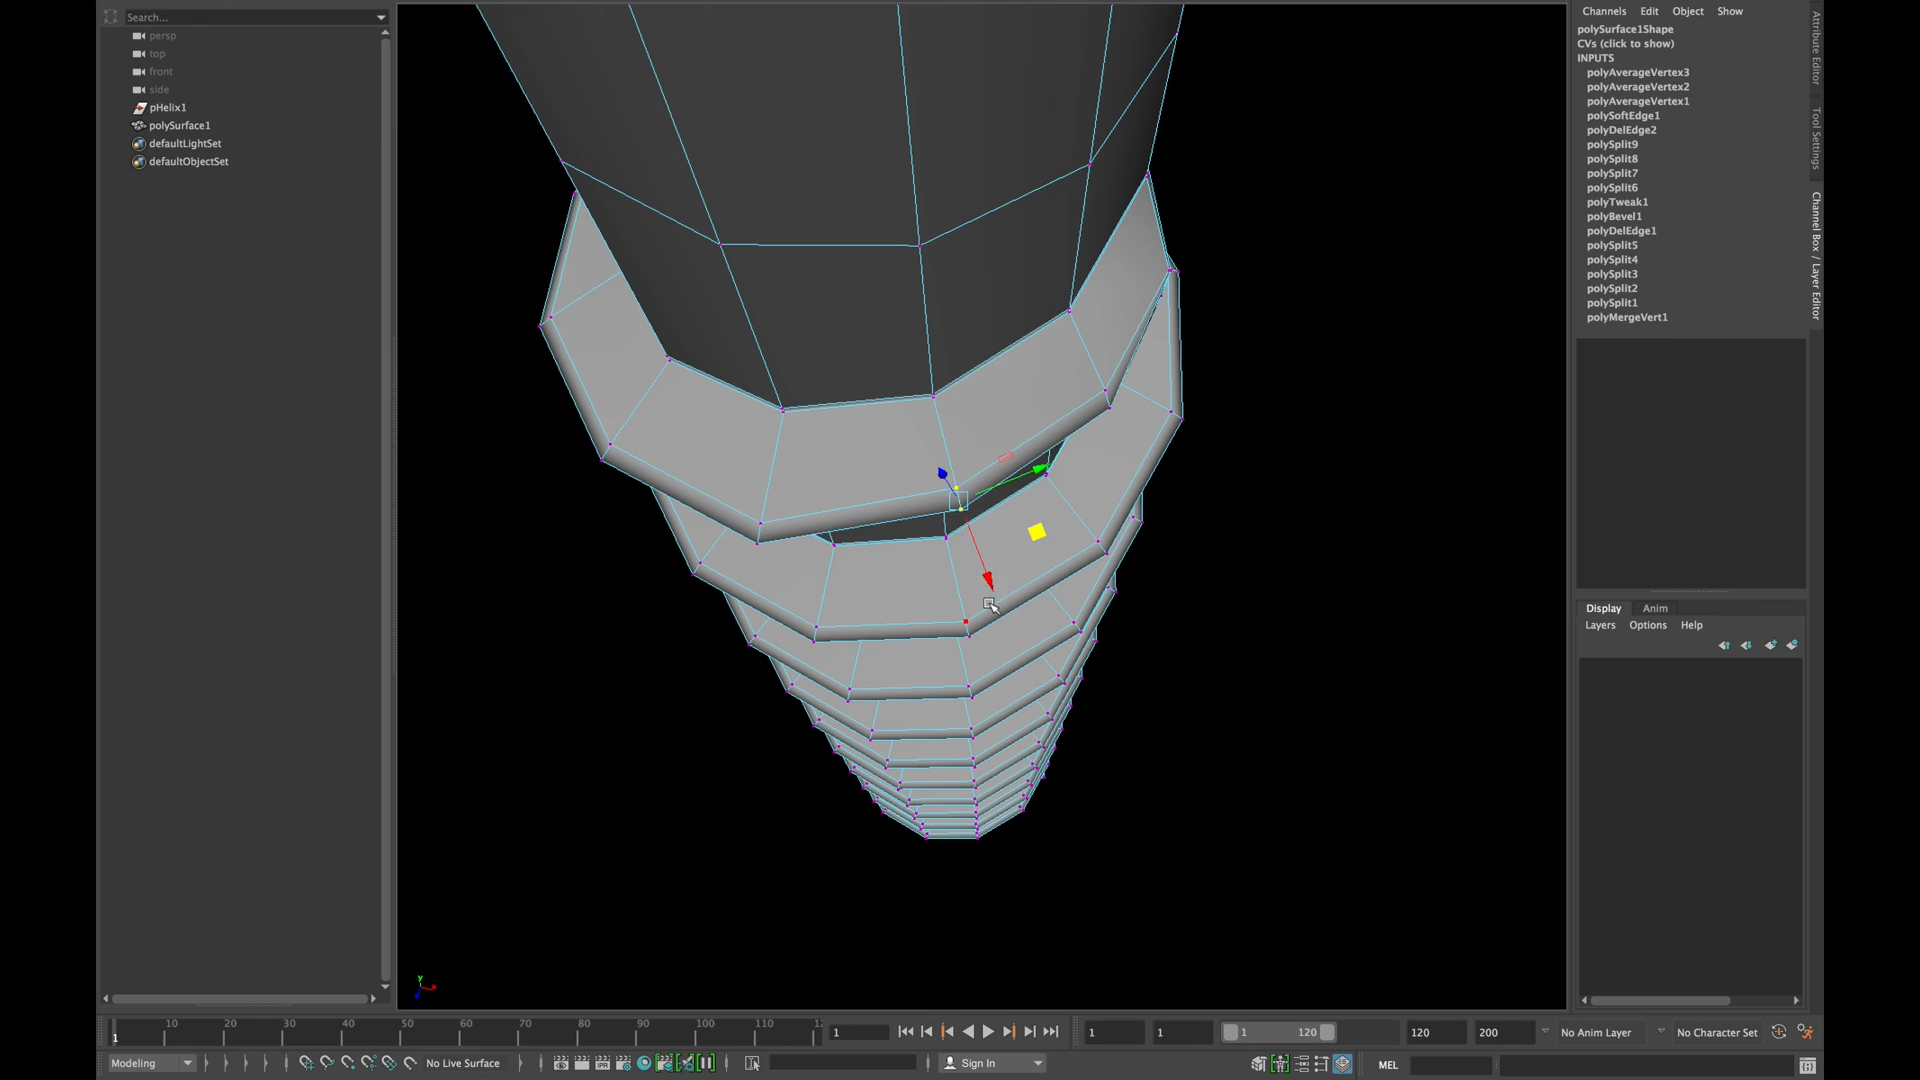 Search...
persp
top
front
side
pHelix1
polySurface1
defaultLightSet
defaultObjectSet
y
x
Channels Edit Object Show
polySurface1Shape
CVs (click to show)
INPUTS
polyAverageVertex3
polyAverageVertex2
polyAverageVertex1
polySoftEdge1
polyDelEdge2
polySplit9
polySplit8
polySplit7
polySplit6
polyTweak1
polyBevel1
polyDelEdge1
polySplit5
polySplit4
polySplit3
polySplit2
polySplit1
polyMergeVert1
Attribute Editor
Tool Settings
Channel Box / Layer Editor
Display Anim
Layers Options Help
1 10 20 30 40 50 60 70 80 90 100 110 12
1
1 1 1 120 120 200 No Anim Layer No Character Set
Modeling No Live Surface IPR Sign In MEL